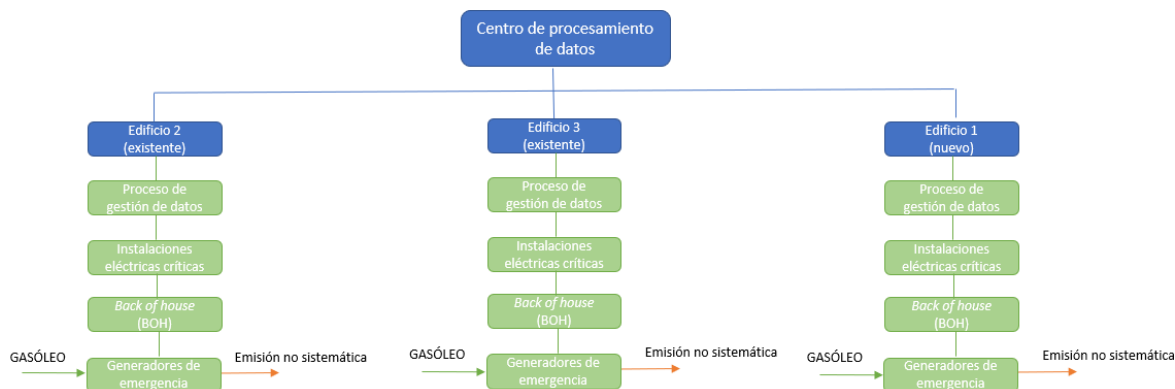 Centro de procesamiento
de datos
Edificio 2
(existente)
Edificio 3
(existente)
Edificio 1
(nuevo)
Proceso de
gestión de datos
Proceso de
gestión de datos
Proceso de
gestión de datos
Instalaciones
eléctricas críticas
Instalaciones
eléctricas críticas
Instalaciones
eléctricas críticas
Back of house
(BOH)
Back of house
(BOH)
Back of house
(BOH)
GASÓLEO
Generadores de
emergencia
Emisión no sistemática
GASÓLEO
Generadores de
emergencia
Emisión no sistemática
GASÓLEO
Generadores de
emergencia
Emisión no sistemática